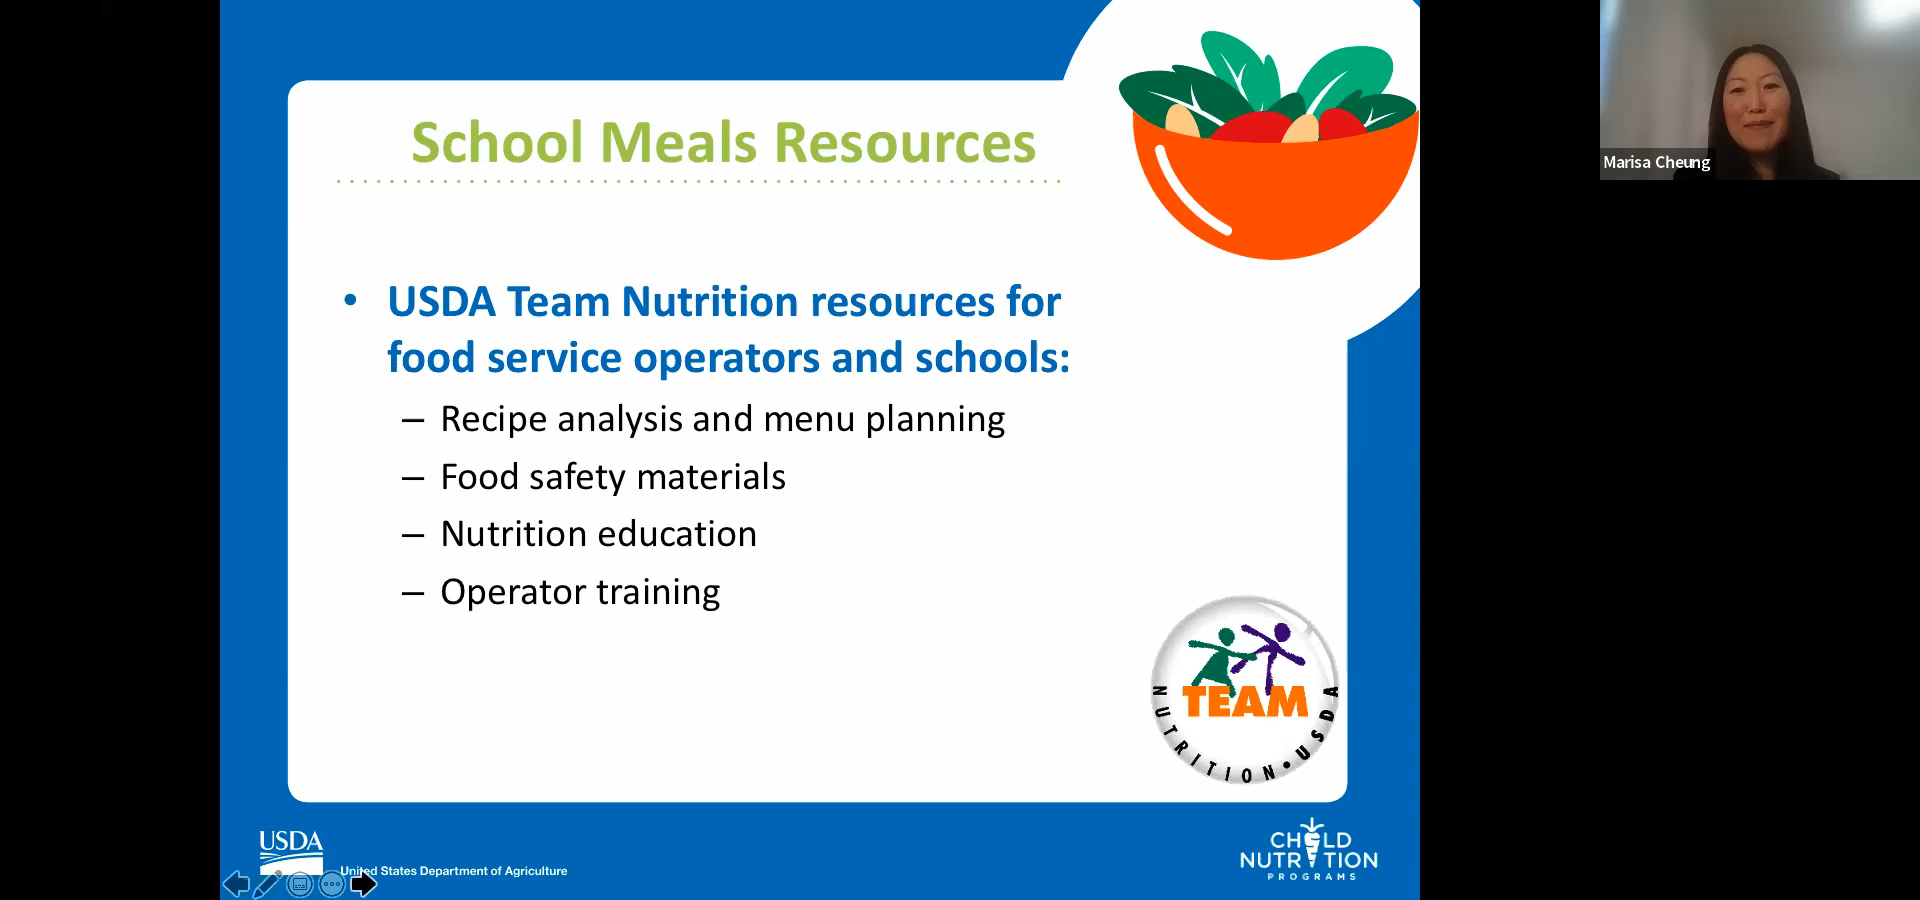 School Meals Resources
• USDA Team Nutrition resources for
food service operators and schools:
– Recipe analysis and menu planning
– Food safety materials
– Nutrition education
– Operator training
TEAM
NUTRITION • USDA
USDA
United States Department of Agriculture
CHILD
NUTRITION
PROGRAMS
Marisa Cheung